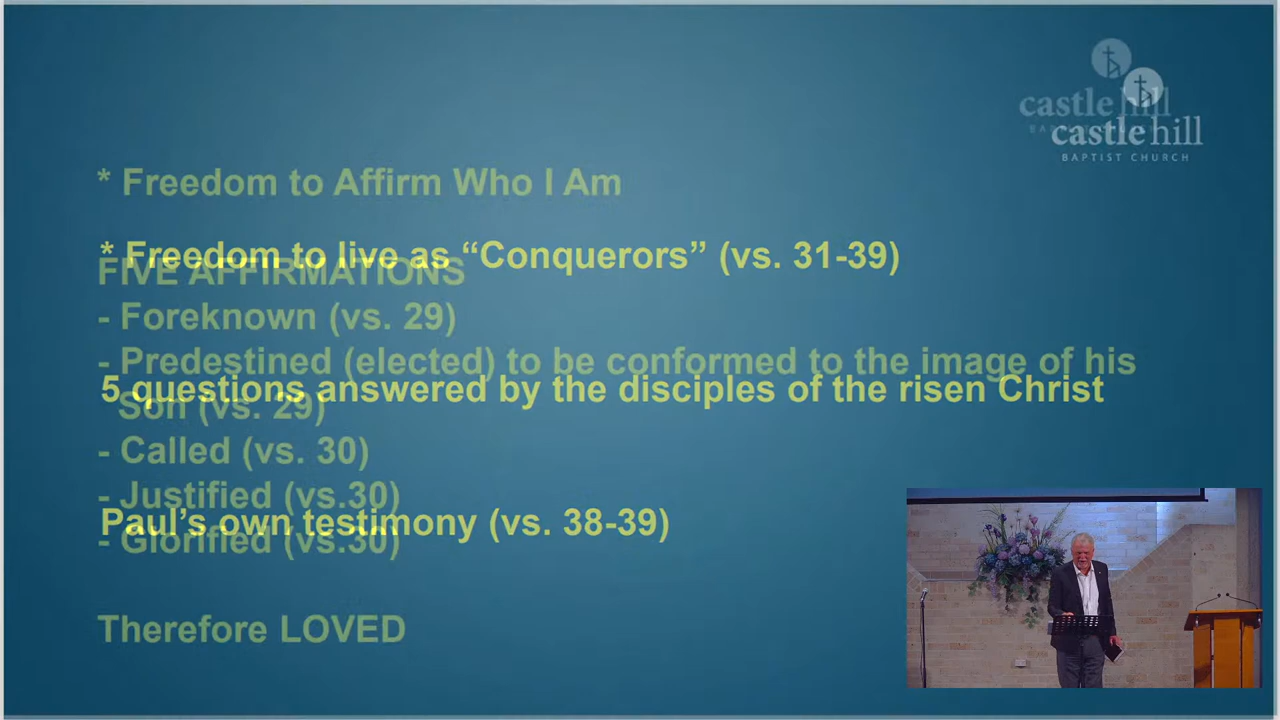 castle hill
BAPTIST CHURCH
castle hill
BAPTIST CHURCH
* Freedom to Affirm Who I Am
* Freedom to live as “Conquerors” (vs. 31-39)
FIVE AFFIRMATIONS
- Foreknown (vs. 29)
- Predestined (elected) to be conformed to the image of his
5 questions answered by the disciples of the risen Christ
Son (vs. 29)
- Called (vs. 30)
- Justified (vs.30)
Paul’s own testimony (vs. 38-39)
- Glorified (vs.30)
Therefore LOVED